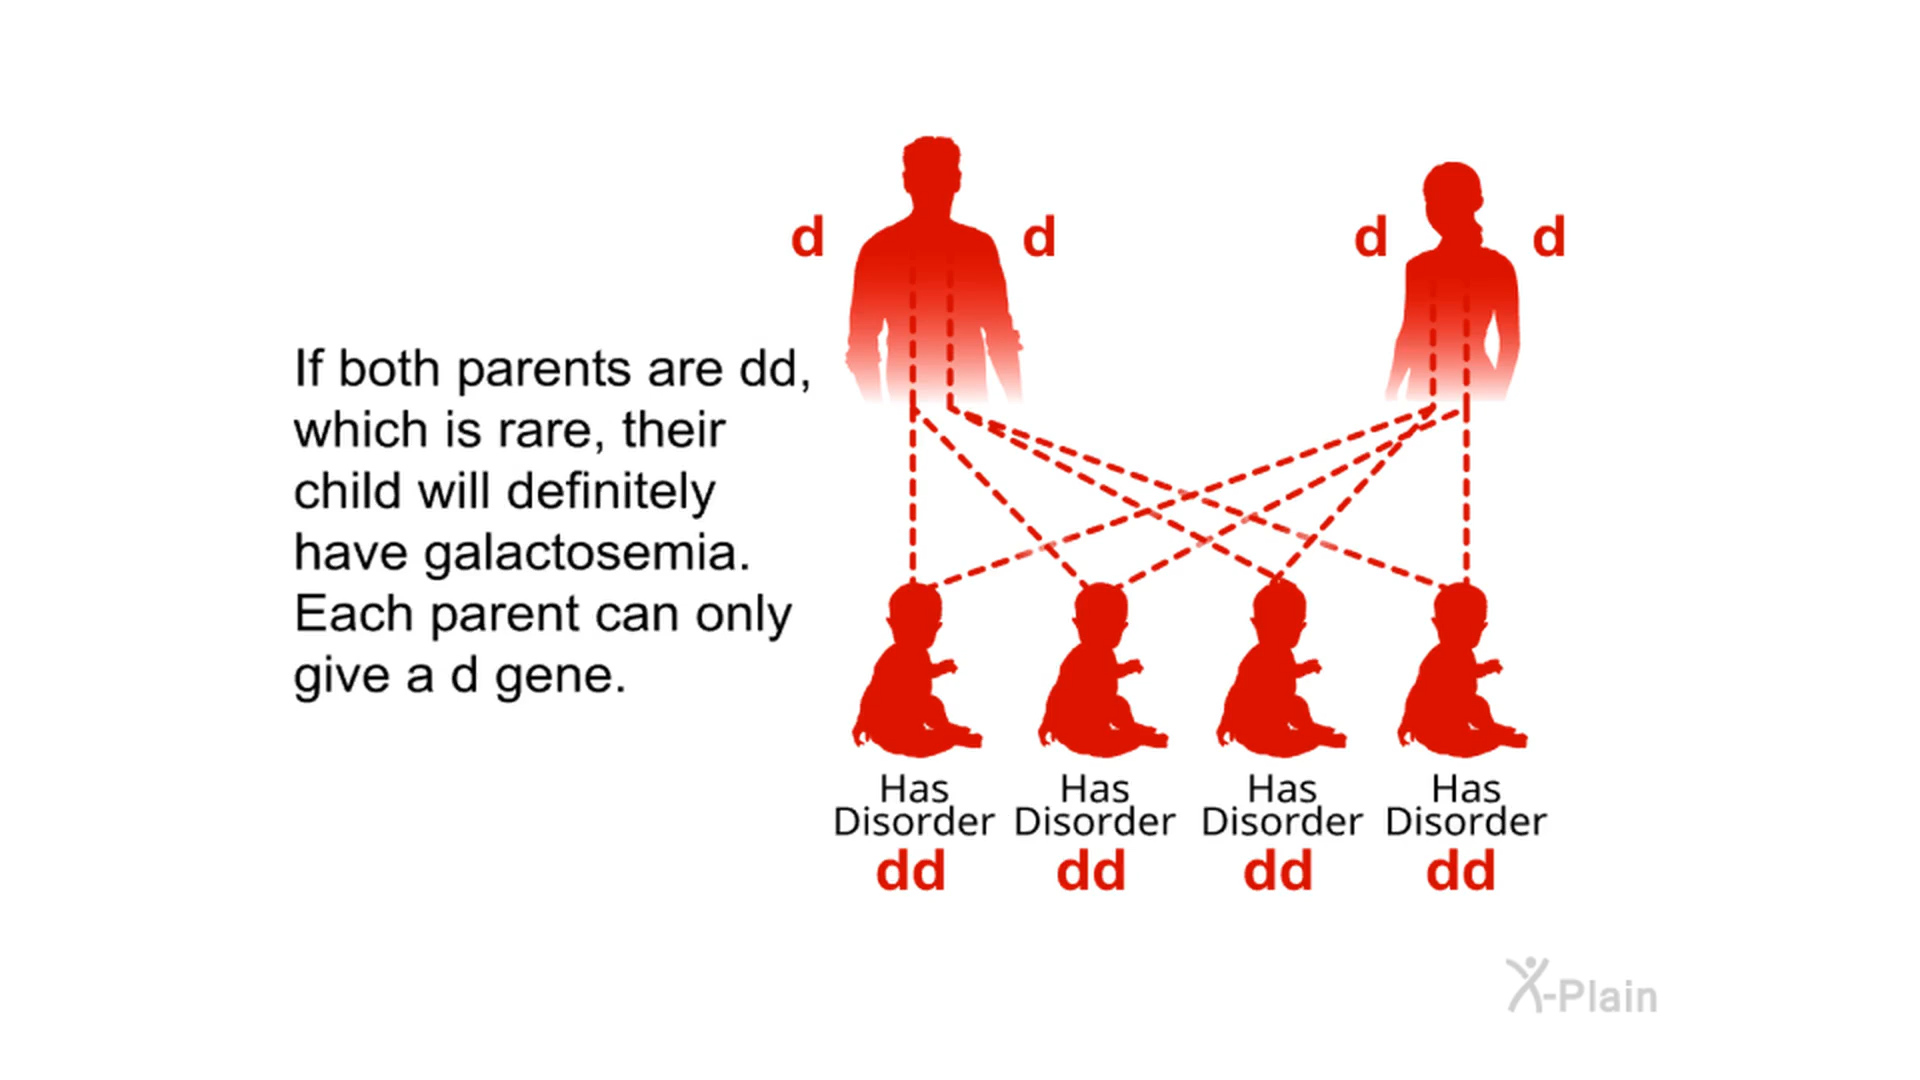 d d d d
If both parents are dd,
which is rare, their
child will definitely
have galactosemia.
Each parent can only
give a d gene.
Has Has Has Has
Disorder Disorder Disorder Disorder
dd dd dd dd
X-Plain